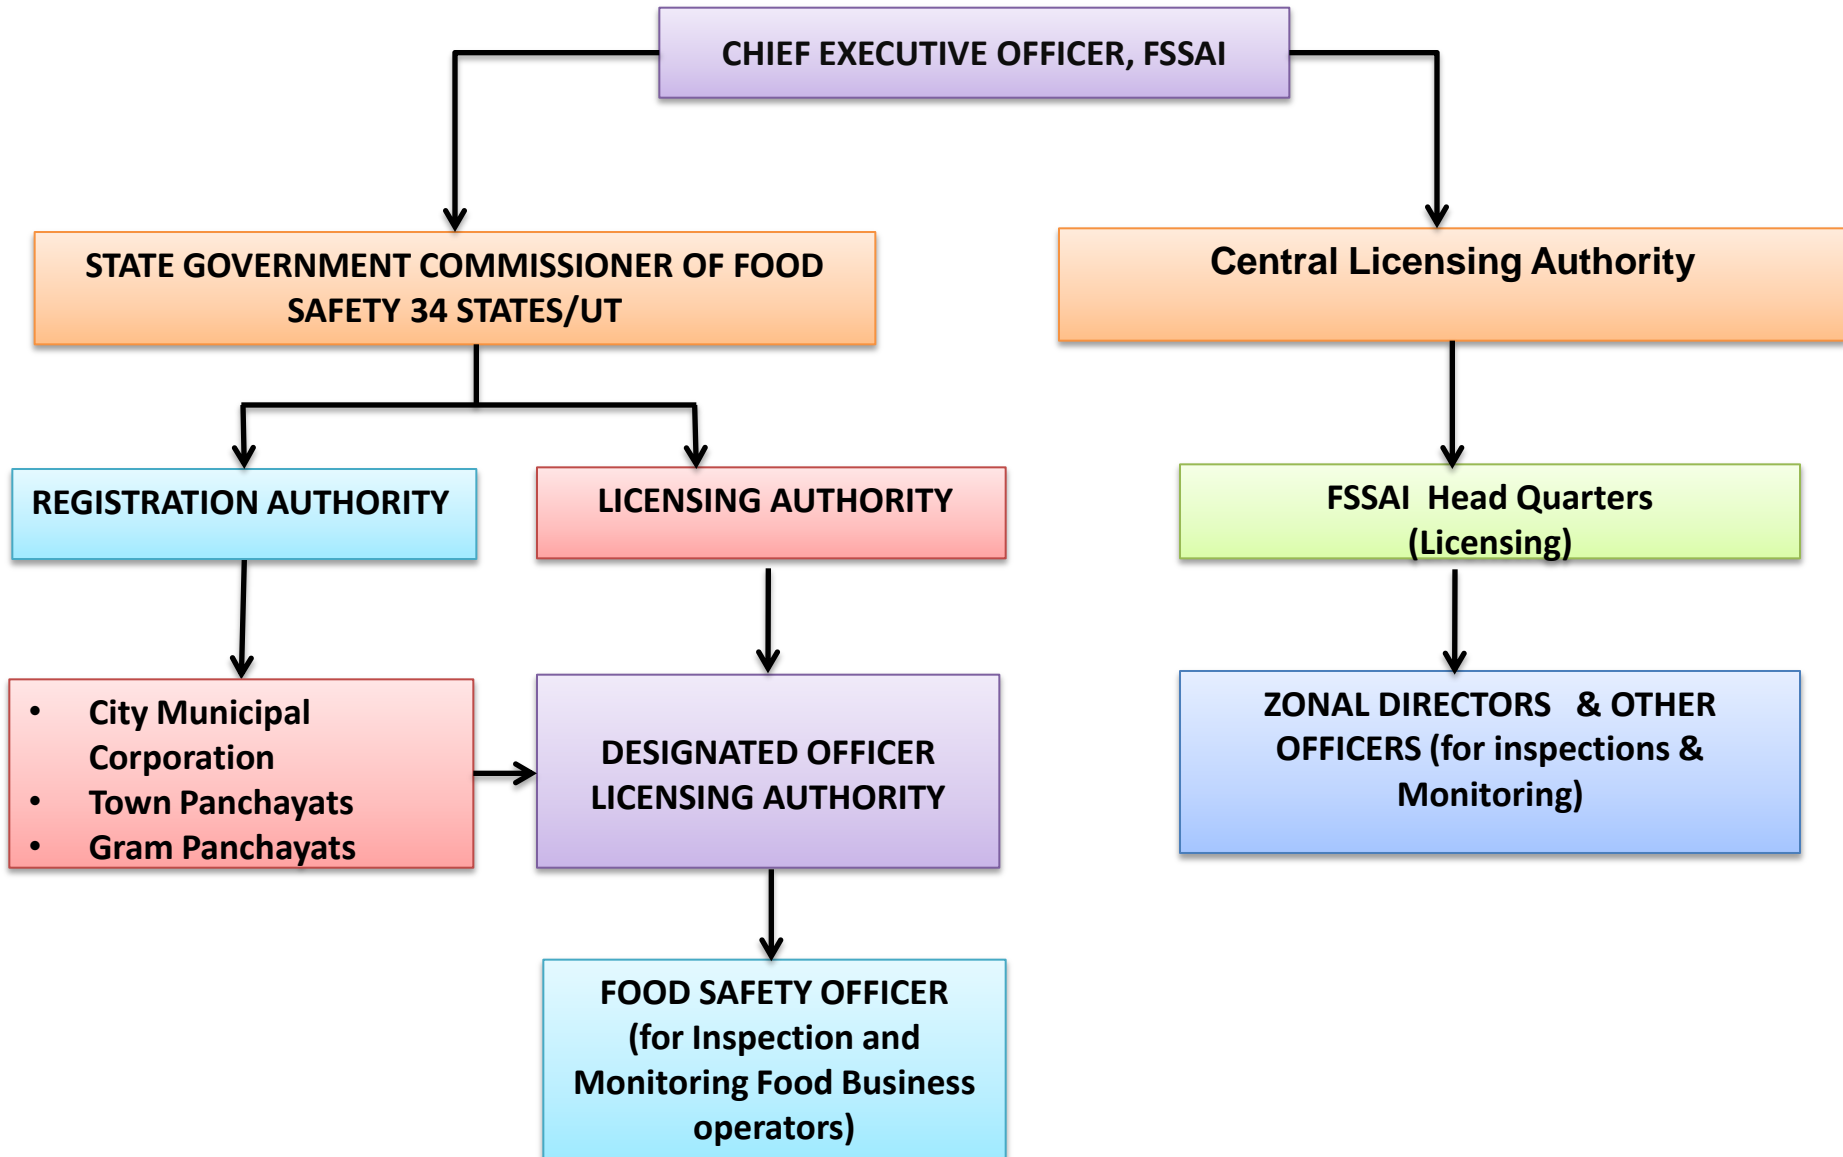 CHIEF EXECUTIVE OFFICER, FSSAI
STATE GOVERNMENT COMMISSIONER OF FOOD
SAFETY 34 STATES/UT
Central Licensing Authority
REGISTRATION AUTHORITY
LICENSING AUTHORITY
FSSAI  Head Quarters
(Licensing)
• City Municipal
Corporation
• Town Panchayats
• Gram Panchayats
DESIGNATED OFFICER
LICENSING AUTHORITY
ZONAL DIRECTORS   & OTHER
OFFICERS (for inspections &
Monitoring)
FOOD SAFETY OFFICER
(for Inspection and
Monitoring Food Business
operators)